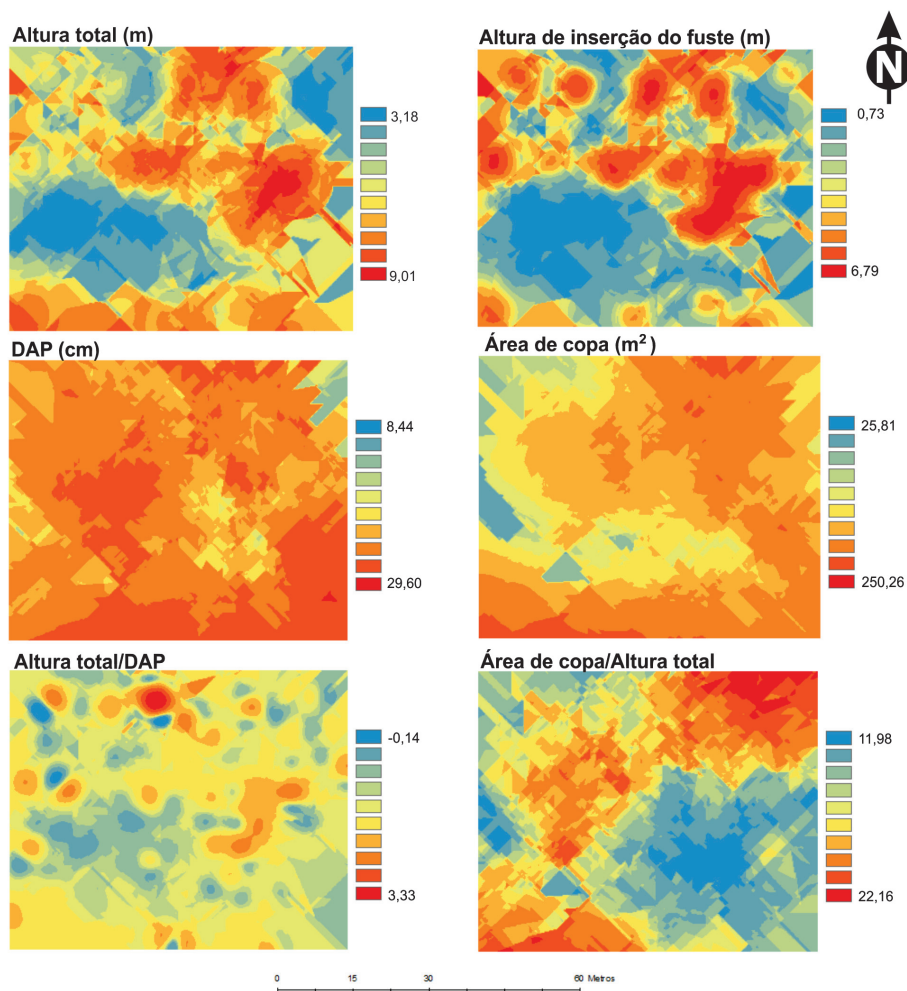 Altura total (m)
3,18
9,01
Altura de inserção do fuste (m)
0,73
6,79
N
DAP (cm)
8,44
29,60
Área de copa (m²)
25,81
250,26
Altura total/DAP
-0,14
3,33
Área de copa/Altura total
11,98
22,16
0 15 30 60 Metros